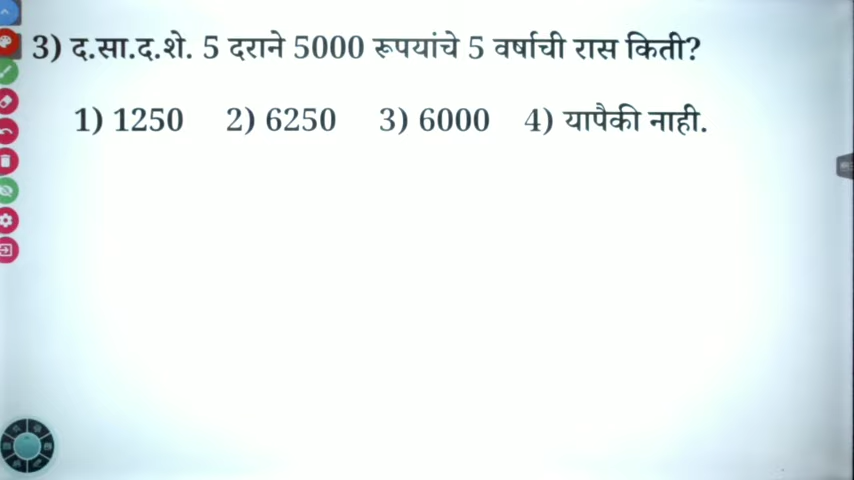 3) द.सा.द.शे. 5 दराने 5000 रूपयांचे 5 वर्षाची रास किती?
1) 1250 2) 6250 3) 6000 4) यापैकी नाही.